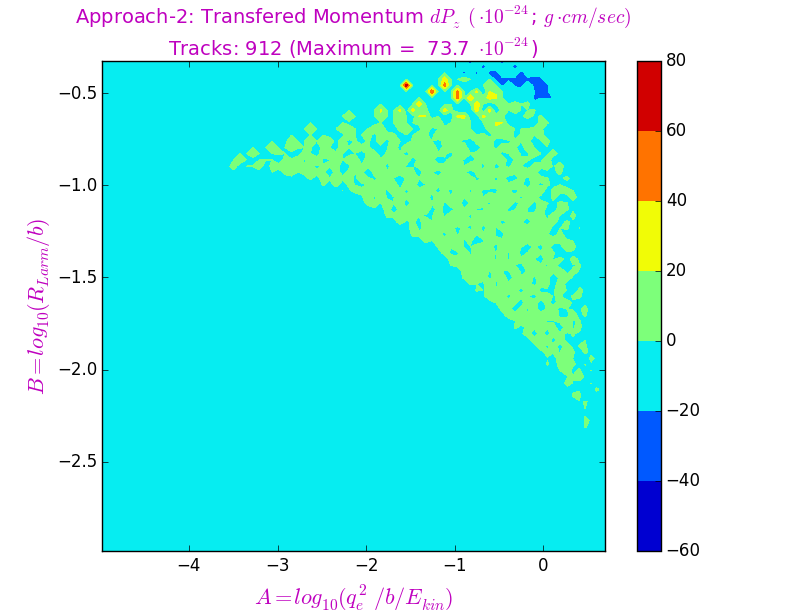 Approach-2: Transfered Momentum dP_z ( ·10^−24; g·cm/sec)
Tracks: 912 (Maximum = 73.7 ·10^−24)
B=log_10(R_Larm/b)
−0.5
−1.0
−1.5
−2.0
−2.5
−4 −3 −2 −1 0
A=log_10(q_e^2 /b/E_kin)
80
60
40
20
0
−20
−40
−60